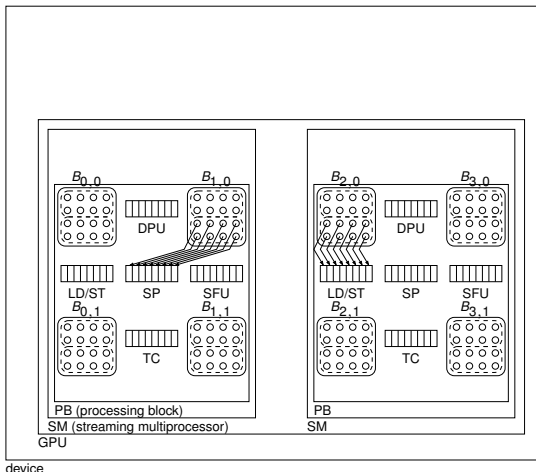 B0,0 B1,0 B2,0 B3,0
DPU DPU
LD/ST SP SFU LD/ST SP SFU
B0,1 B1,1 B2,1 B3,1
TC TC
PB (processing block) PB
SM (streaming multiprocessor) SM
GPU
device